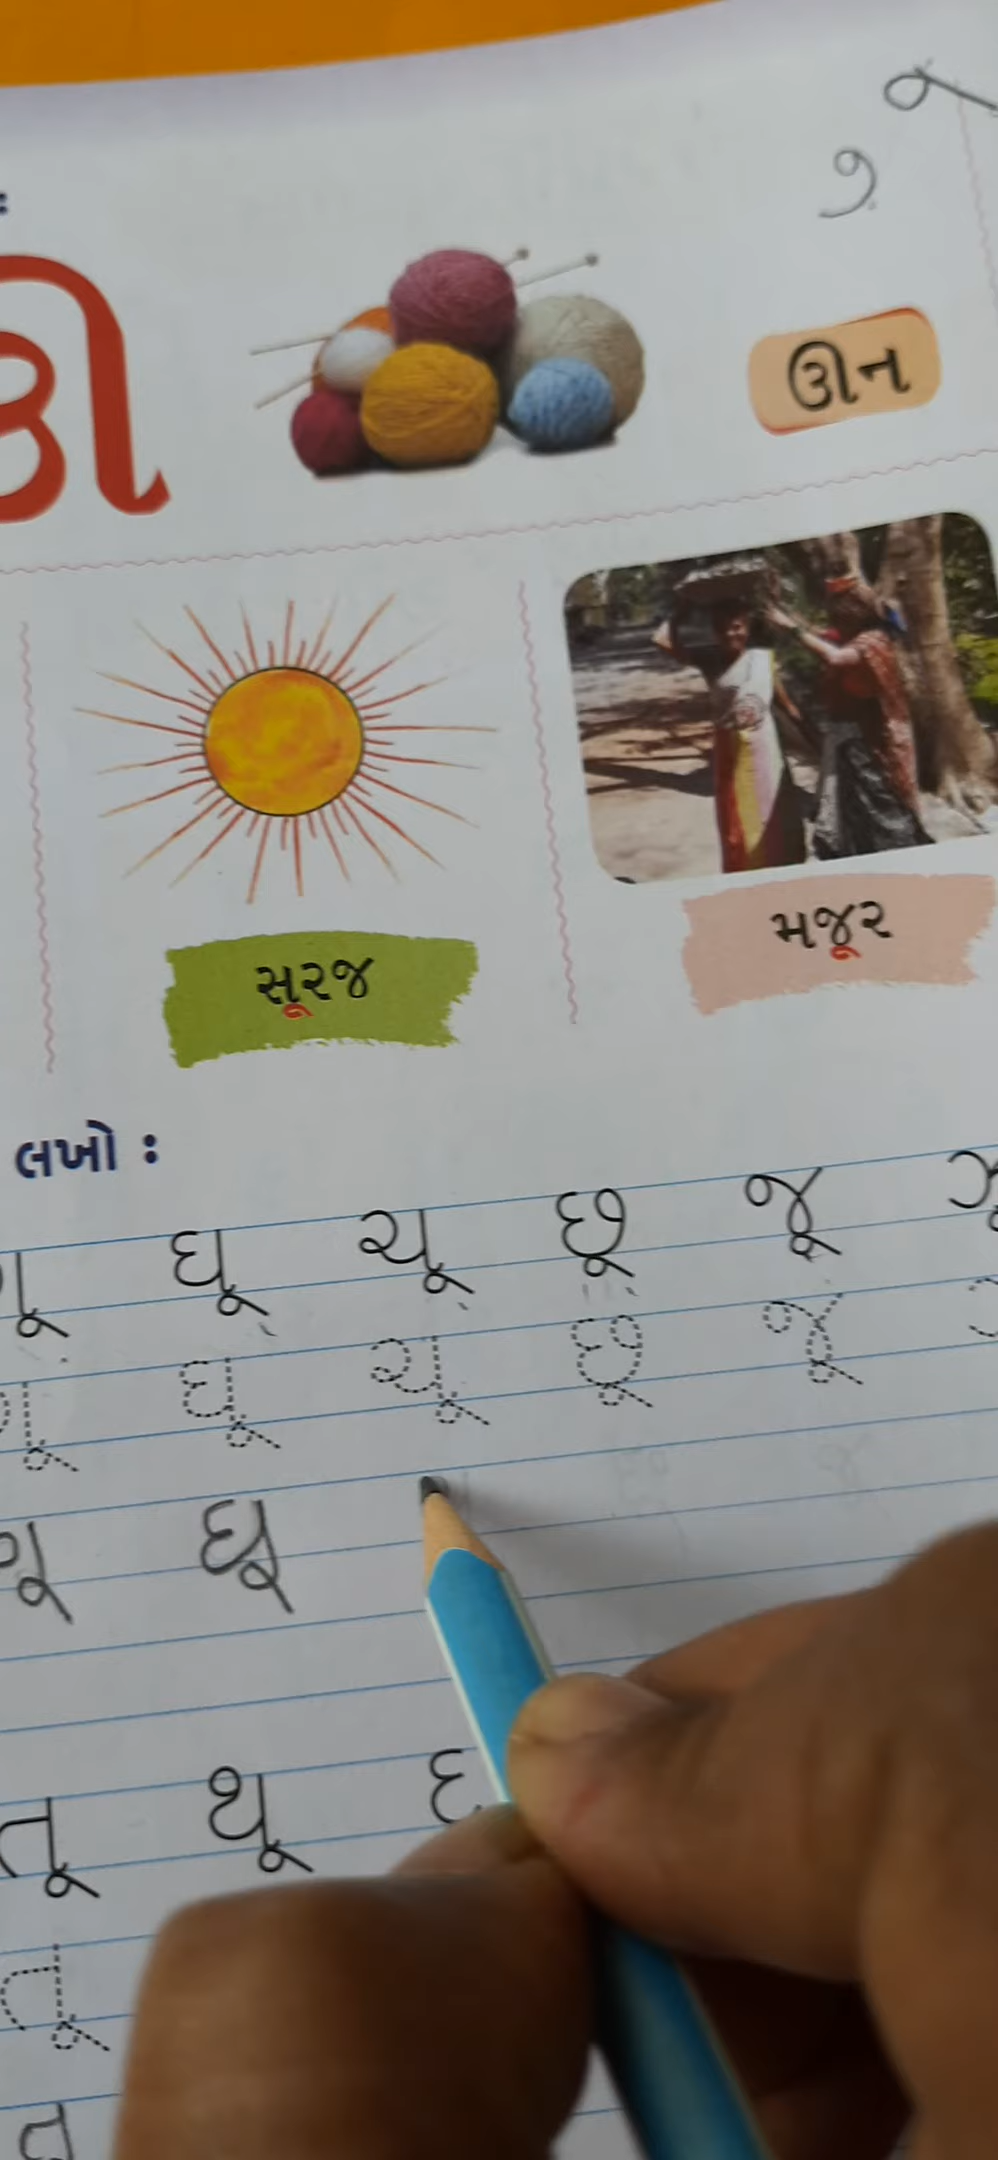 ઊ
ઊન
સૂરજ
મજૂર
લખો :
ગૂ ઘૂ ચૂ છૂ જૂ
ગૂ ઘૂ ચૂ છૂ જૂ
ગૂ ઘૂ
તૂ થૂ
તૂ